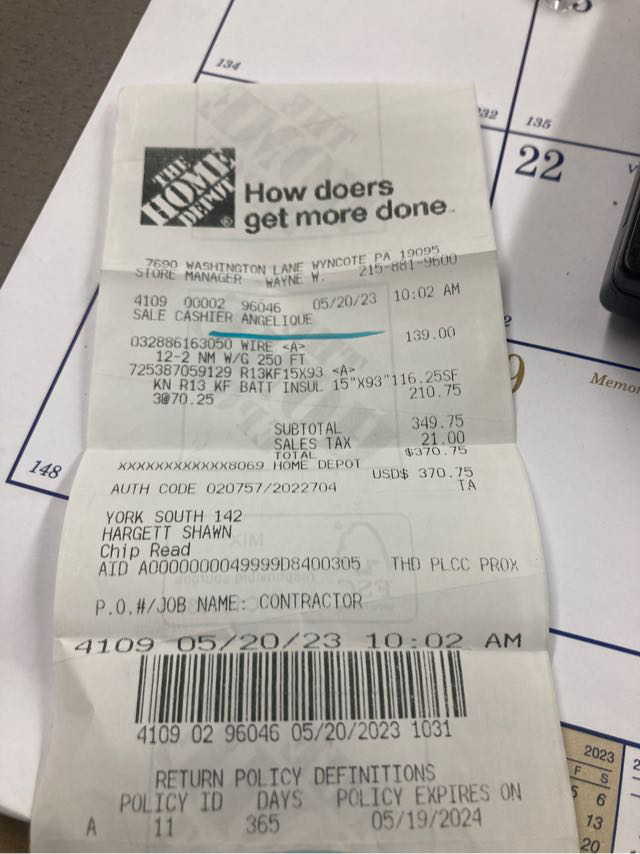 134
132
135
22
THE
HOME
DEPOT
How doers
get more done.
7690 WASHINGTON LANE WYNCOTE, PA 19095
STORE MANAGER WAYNE W. 215-881-9600
4109 00002 96046 05/20/23 10:02 AM
SALE CASHIER ANGELIQUE
032886163050 WIRE <A> 139.00
12-2 NM W/G 250 FT
725387059129 R13KF15X93 <A>
KN R13 KF BATT INSUL 15"X93"116.25SF
3@70.25 210.75
SUBTOTAL 349.75
SALES TAX 21.00
TOTAL $370.75
XXXXXXXXXXXX8069 HOME DEPOT
USD$ 370.75
AUTH CODE 020757/2022704 TA
YORK SOUTH 142
HARGETT SHAWN
Chip Read
AID A0000000049999D8400305 THD PLCC PROX
P.O.#/JOB NAME: CONTRACTOR
4109 05/20/23 10:02 AM
4109 02 96046 05/20/2023 1031
RETURN POLICY DEFINITIONS
POLICY ID DAYS POLICY EXPIRES ON
A 11 365 05/19/2024
148
Memor
2023
F S
5 6
13
20